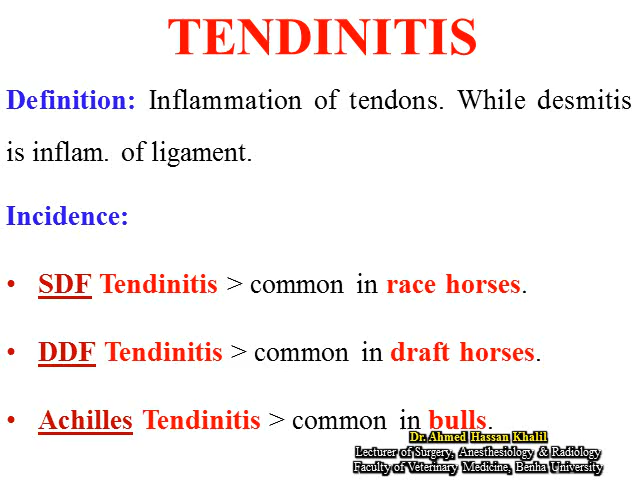 TENDINITIS
Definition: Inflammation of tendons. While desmitis
is inflam. of ligament.
Incidence:
• SDF Tendinitis > common in race horses.
• DDF Tendinitis > common in draft horses.
• Achilles Tendinitis > common in bulls.
Dr. Ahmed Hassan Khalil
Lecturer of Surgery, Anesthesiology & Radiology
Faculty of Veterinary Medicine, Benha University